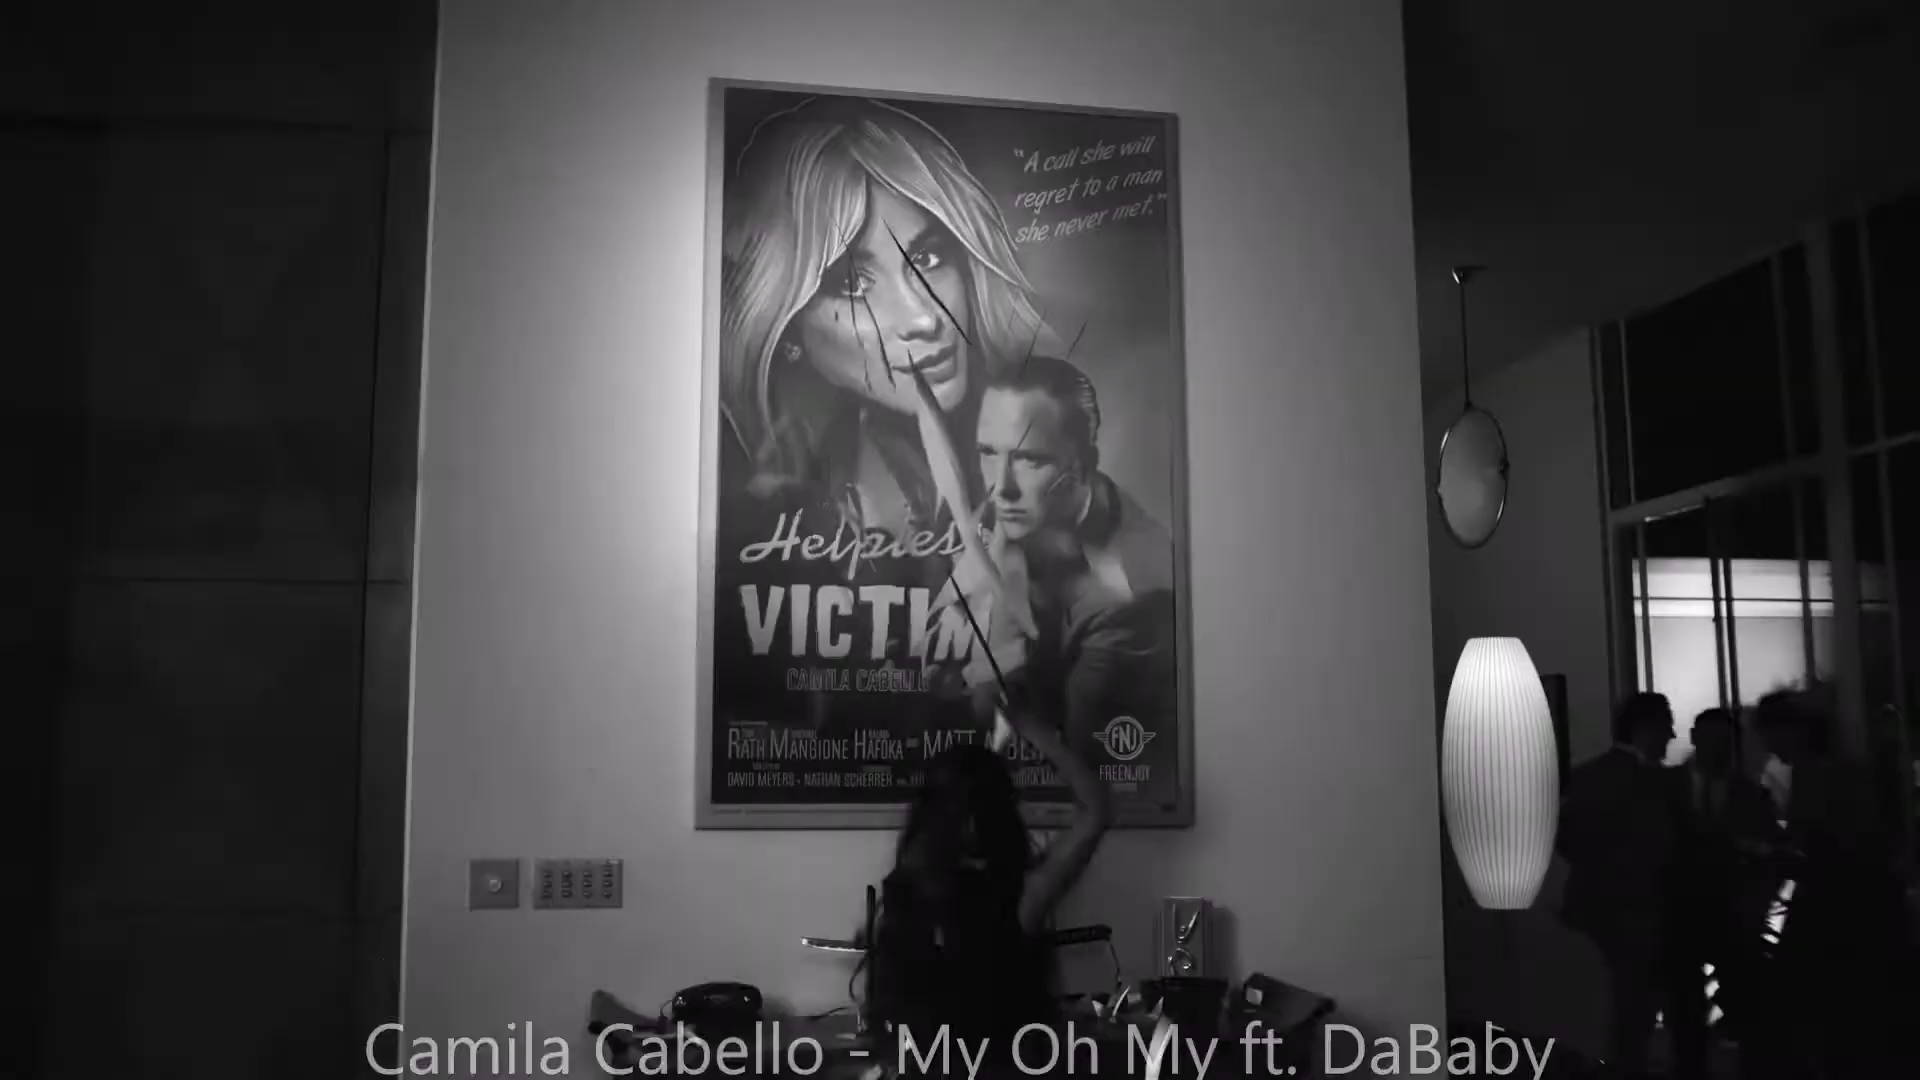 "A call she will
regret to a man
she never met."
Helpless
VICTIM
CAMILA CABELLO
RATH MANGIONE HAFOKA
DAVID MEYERS - NATHAN SCHERRER
FNJ
FREENJOY
Camila Cabello - My Oh My ft. DaBaby